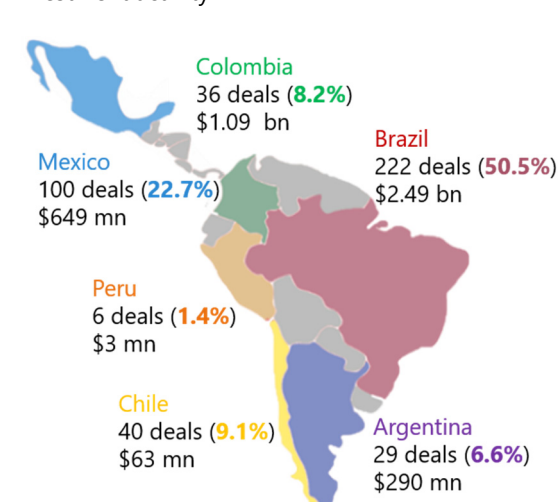 Colombia
36 deals (8.2%)
$1.09 bn
Brazil
222 deals (50.5%)
$2.49 bn
Mexico
100 deals (22.7%)
$649 mn
Peru
6 deals (1.4%)
$3 mn
Chile
40 deals (9.1%)
$63 mn
Argentina
29 deals (6.6%)
$290 mn